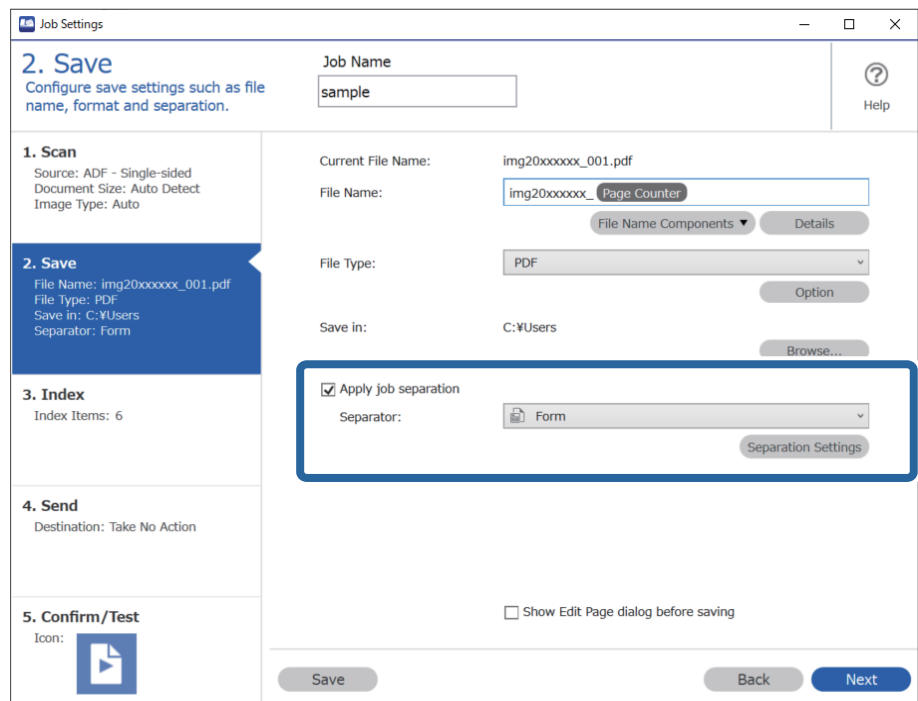 Job Settings
2. Save
Configure save settings such as file
name, format and separation.
Job Name
sample
?
Help
1. Scan
Source: ADF - Single-sided
Document Size: Auto Detect
Image Type: Auto
2. Save
File Name: img20xxxxxx_001.pdf
File Type: PDF
Save in: C:¥Users
Separator: Form
3. Index
Index Items: 6
4. Send
Destination: Take No Action
5. Confirm/Test
Icon:
Current File Name: img20xxxxxx_001.pdf
File Name: img20xxxxxx_ Page Counter
File Name Components ▼ Details
File Type: PDF
Option
Save in: C:¥Users
Browse...
Apply job separation
Separator: Form
Separation Settings
Show Edit Page dialog before saving
Save Back Next